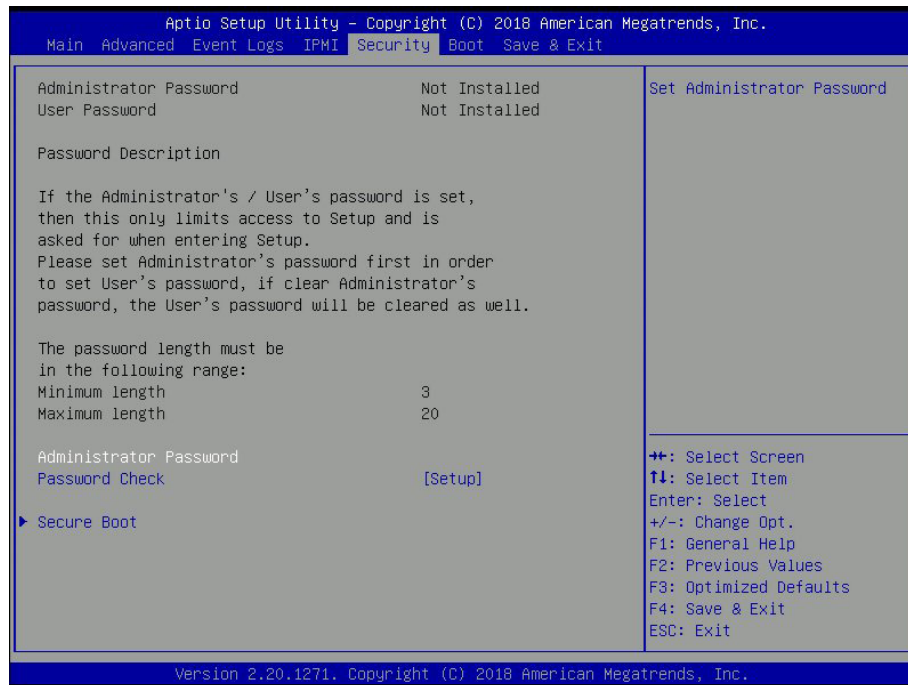 Aptio Setup Utility – Copyright (C) 2018 American Megatrends, Inc.
Main Advanced Event Logs IPMI Security Boot Save & Exit
Administrator Password Not Installed
User Password Not Installed
Password Description
If the Administrator's / User's password is set,
then this only limits access to Setup and is
asked for when entering Setup.
Please set Administrator's password first in order
to set User's password, if clear Administrator's
password, the User's password will be cleared as well.
The password length must be
in the following range:
Minimum length 3
Maximum length 20
Administrator Password
Password Check [Setup]
Secure Boot
Set Administrator Password
→←: Select Screen
↑↓: Select Item
Enter: Select
+/-: Change Opt.
F1: General Help
F2: Previous Values
F3: Optimized Defaults
F4: Save & Exit
ESC: Exit
Version 2.20.1271. Copyright (C) 2018 American Megatrends, Inc.